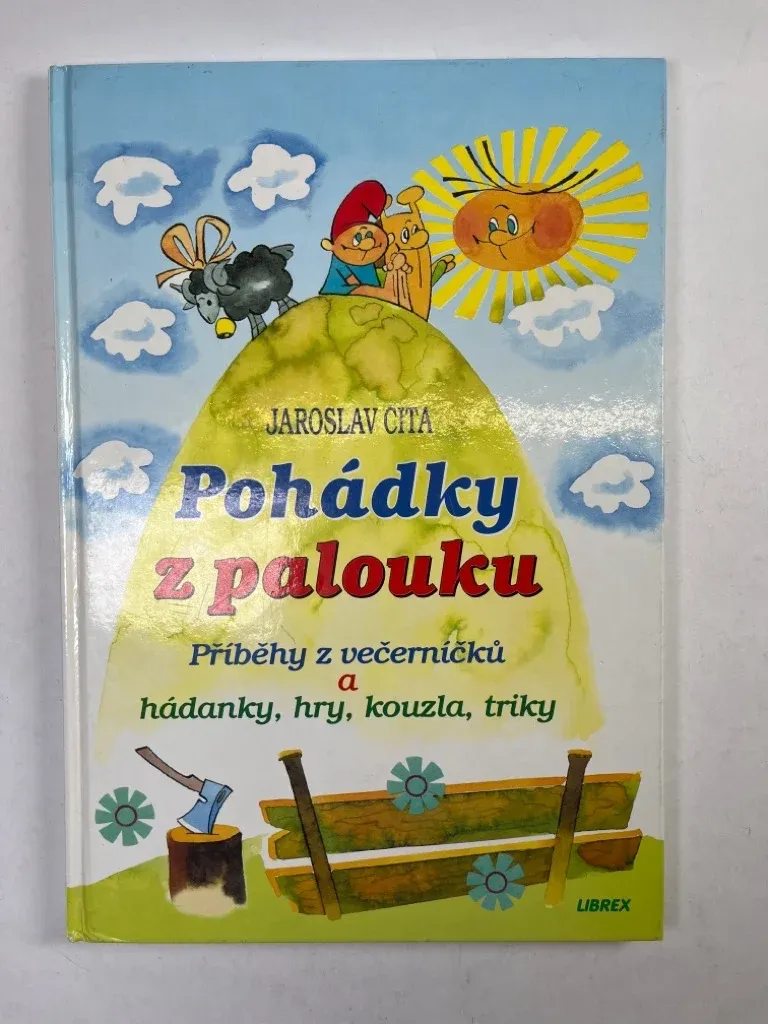 JAROSLAV CITA
Pohádky
z palouku
Příběhy z večerníčků
a
hádanky, hry, kouzla, triky
LIBREX